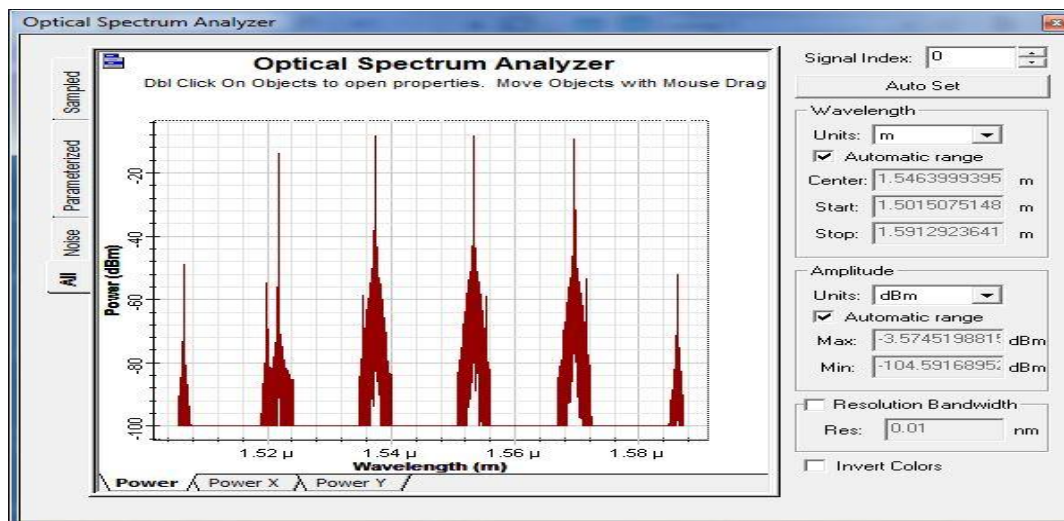 Optical Spectrum Analyzer
Optical Spectrum Analyzer
Dbl Click On Objects to open properties. Move Objects with Mouse Drag
Sampled
Parameterized
Noise
All
Power (dBm)
-20
-40
-60
-80
-100
1.52 µ
1.54 µ
1.56 µ
1.58 µ
Wavelength (m)
Power
Power X
Power Y
Signal Index: 0
Auto Set
Wavelength
Units: m
Automatic range
Center: 1.5463999395 m
Start: 1.5015075148 m
Stop: 1.5912923641 m
Amplitude
Units: dBm
Automatic range
Max: -3.5745198815 dBm
Min: -104.59168952 dBm
Resolution Bandwidth
Res: 0.01 nm
Invert Colors